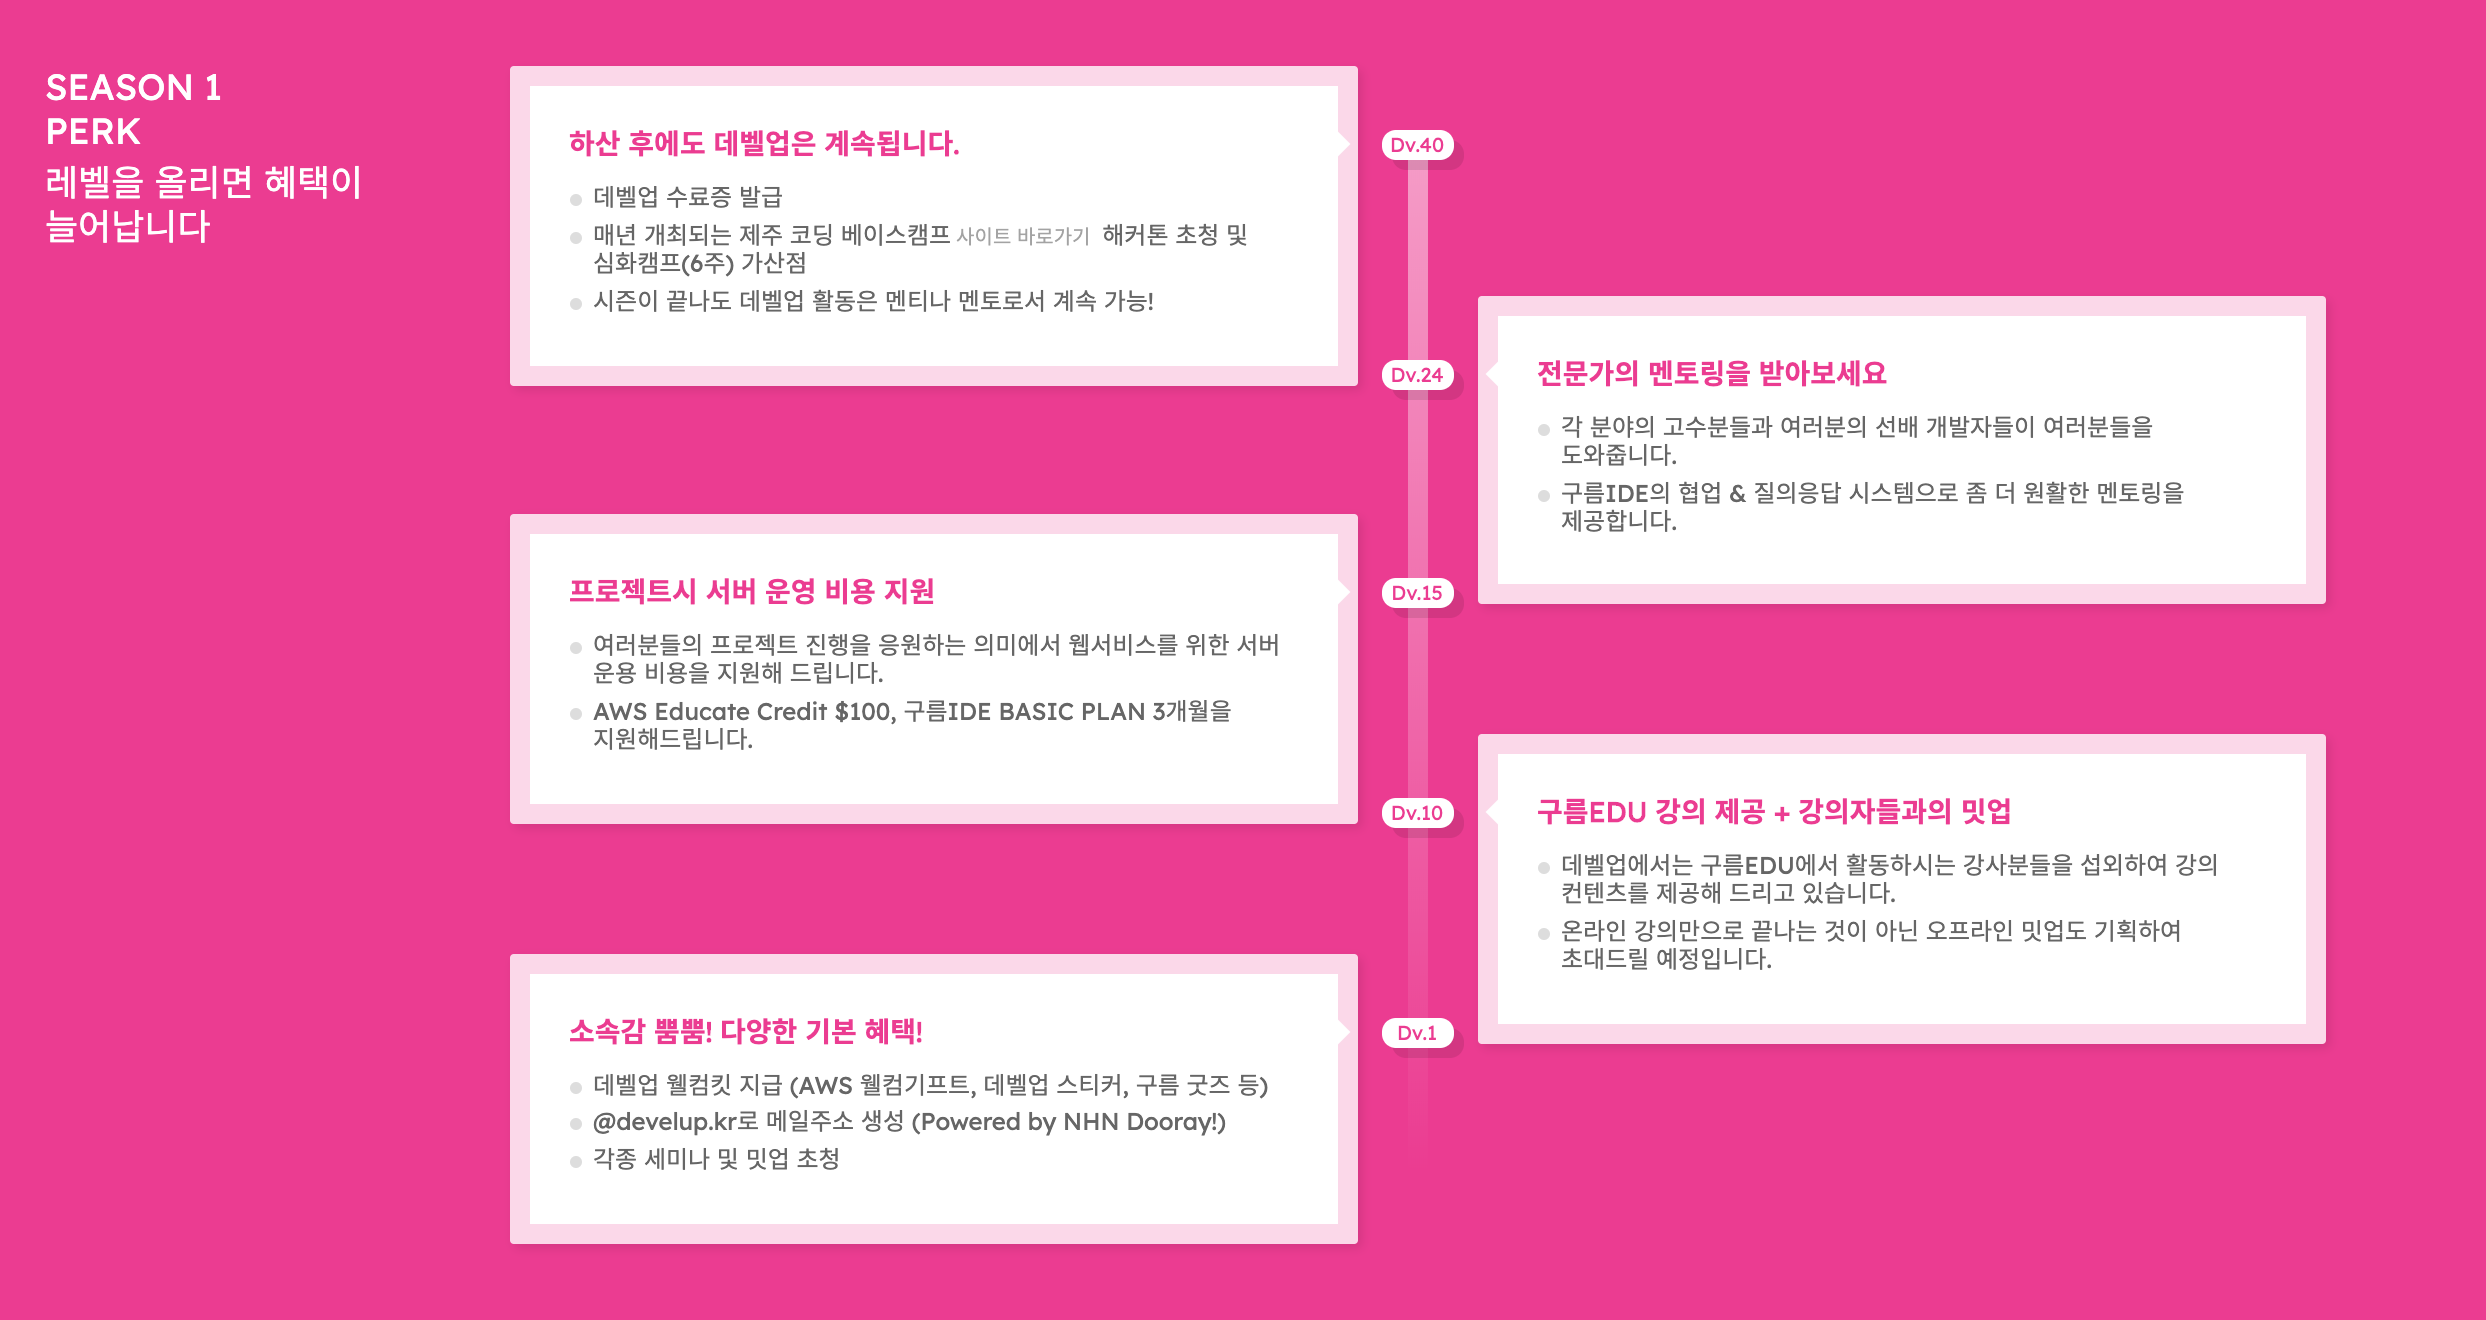 SEASON 1
PERK
레벨을 올리면 혜택이
늘어납니다
하산 후에도 데벨업은 계속됩니다.
데벨업 수료증 발급
매년 개최되는 제주 코딩 베이스캠프 사이트 바로가기 해커톤 초청 및
심화캠프(6주) 가산점
시즌이 끝나도 데벨업 활동은 멘티나 멘토로서 계속 가능!
Dv.40
Dv.24
전문가의 멘토링을 받아보세요
각 분야의 고수분들과 여러분의 선배 개발자들이 여러분들을
도와줍니다.
구름IDE의 협업 & 질의응답 시스템으로 좀 더 원활한 멘토링을
제공합니다.
프로젝트시 서버 운영 비용 지원
여러분들의 프로젝트 진행을 응원하는 의미에서 웹서비스를 위한 서버
운용 비용을 지원해 드립니다.
AWS Educate Credit $100, 구름IDE BASIC PLAN 3개월을
지원해드립니다.
Dv.15
Dv.10
구름EDU 강의 제공 + 강의자들과의 밋업
데벨업에서는 구름EDU에서 활동하시는 강사분들을 섭외하여 강의
컨텐츠를 제공해 드리고 있습니다.
온라인 강의만으로 끝나는 것이 아닌 오프라인 밋업도 기획하여
초대드릴 예정입니다.
소속감 뿜뿜! 다양한 기본 혜택!
데벨업 웰컴킷 지급 (AWS 웰컴기프트, 데벨업 스티커, 구름 굿즈 등)
@develup.kr로 메일주소 생성 (Powered by NHN Dooray!)
각종 세미나 및 밋업 초청
Dv.1